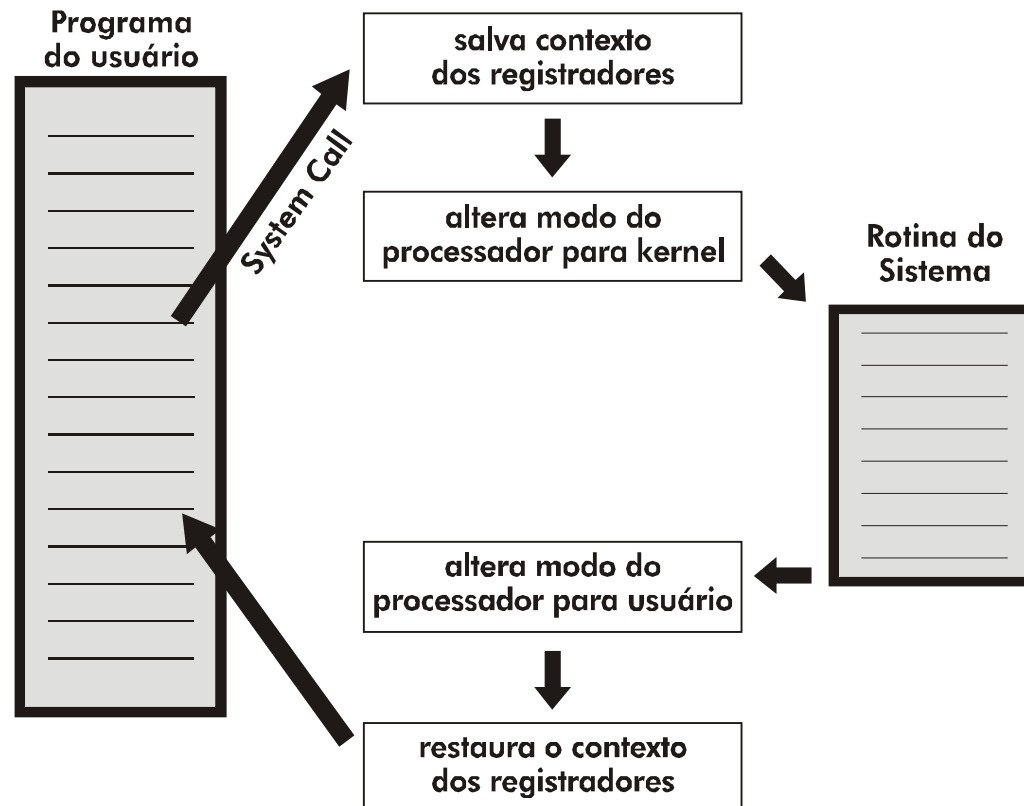 Programa
do usuário
salva contexto
dos registradores
System Call
altera modo do
processador para kernel
Rotina do
Sistema
altera modo do
processador para usuário
restaura o contexto
dos registradores